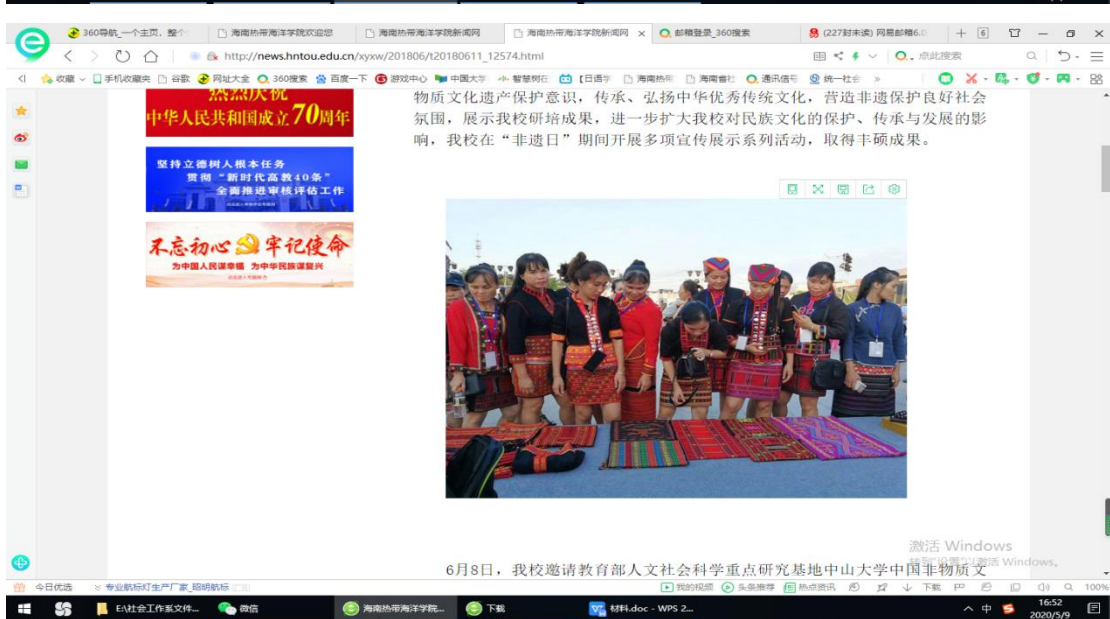 360导航_一个主页，整个
海南热带海洋学院欢迎您
海南热带海洋学院新闻网
海南热带海洋学院新闻网
邮箱登录_360搜索
(227封未读) 网易邮箱6.0
6
http://news.hntou.edu.cn/xyxw/201806/t20180611_12574.html
点此搜索
收藏
手机收藏夹
谷歌
网址大全
360搜索
百度一下
游戏中心
中国大学
智慧树在
【日语字
海南热带
海南省社
通讯信号
统一社会
»
热烈庆祝
中华人民共和国成立70周年
坚持立德树人根本任务
贯彻“新时代高教40条”
全面推进审核评估工作
不忘初心 牢记使命
为中国人民谋幸福 为中华民族谋复兴
物质文化遗产保护意识，传承、弘扬中华优秀传统文化，营造非遗保护良好社会
氛围，展示我校研培成果，进一步扩大我校对民族文化的保护、传承与发展的影
响，我校在“非遗日”期间开展多项宣传展示系列活动，取得丰硕成果。
激活 Windows
转到“设置”以激活 Windows。
6月8日，我校邀请教育部人文社会科学重点研究基地中山大学中国非物质文
今日优选
专业航标灯生产厂家_昭明航标
我的视频
头条推荐
热点资讯
下载
100%
E:\社会工作系文件...
微信
海南热带海洋学院...
下载
材料.doc - WPS 2...
中
16:52
2020/5/9